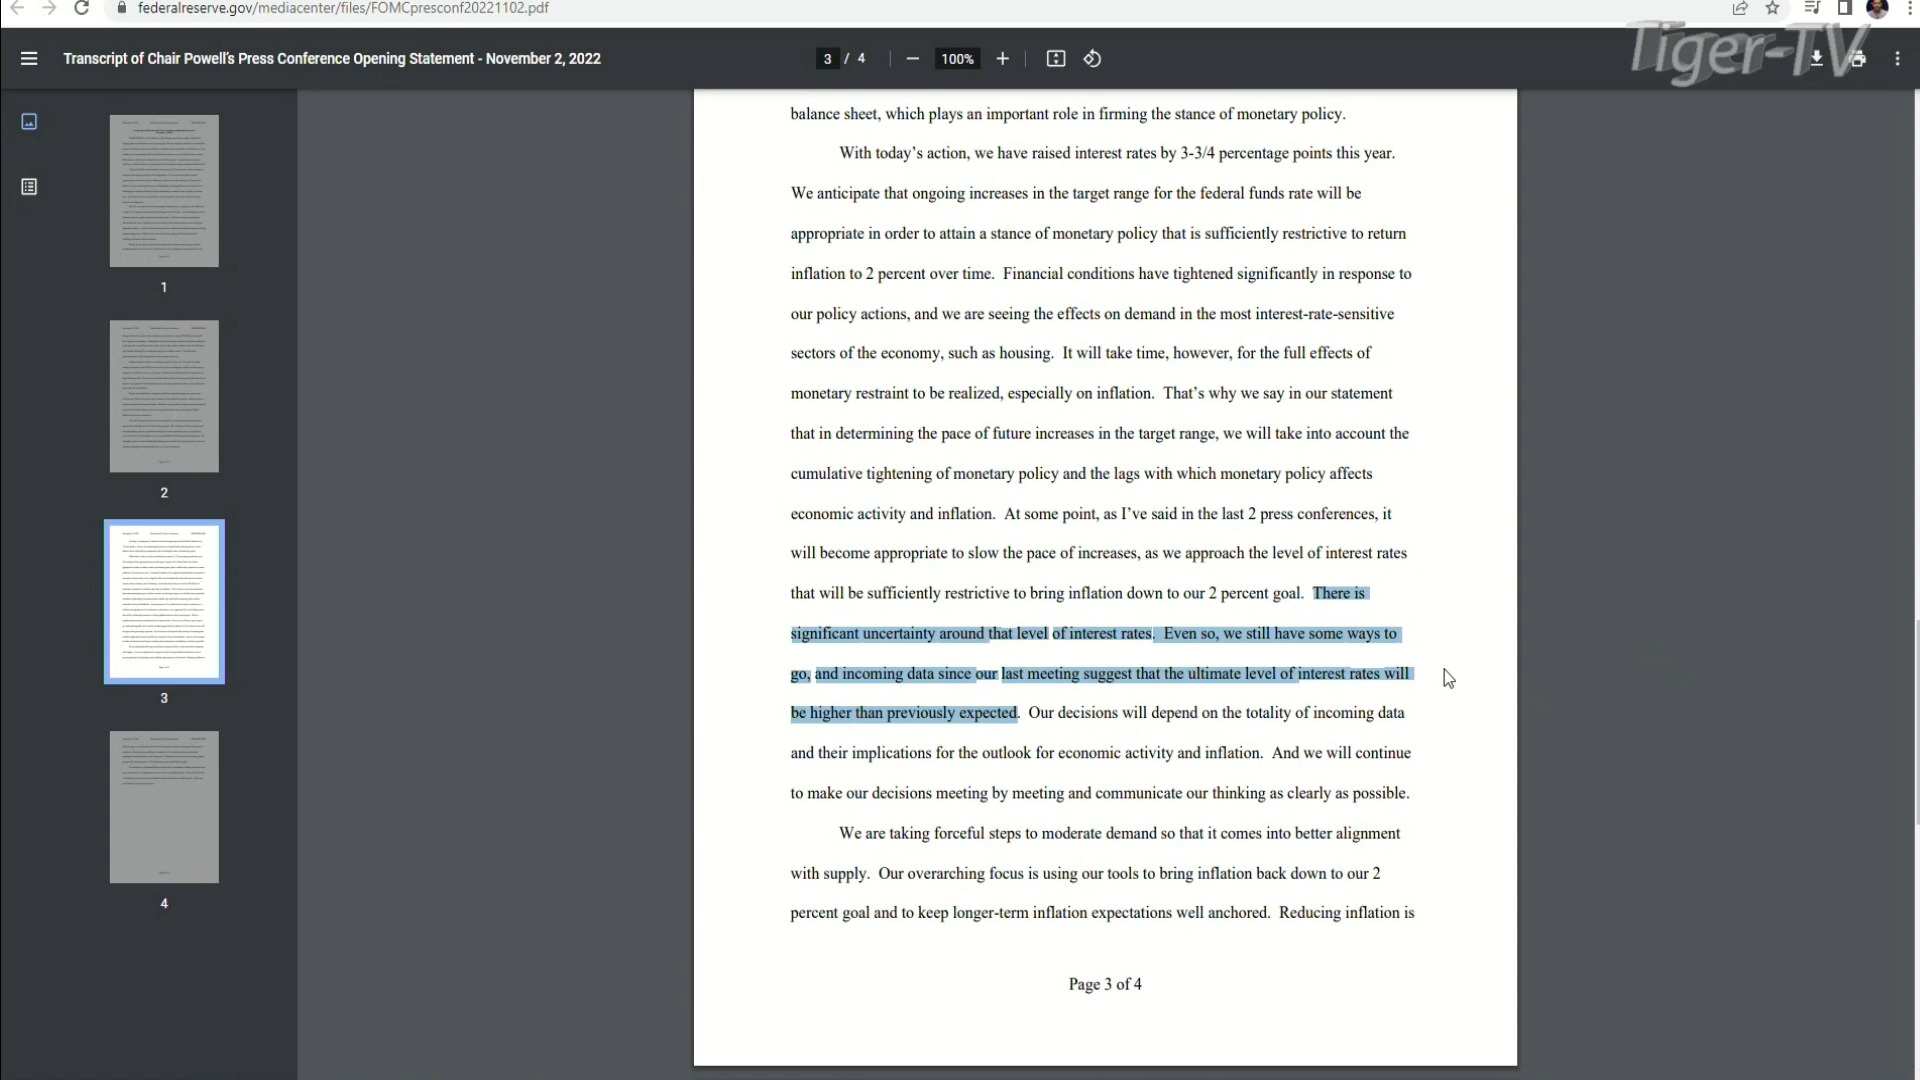 federalreserve.gov/mediacenter/files/FOMCpresconf20221102.pdf
Tiger-TV
Transcript of Chair Powell's Press Conference Opening Statement - November 2, 2022
3 / 4
100%
1
2
3
4
balance sheet, which plays an important role in firming the stance of monetary policy.
With today’s action, we have raised interest rates by 3-3/4 percentage points this year.
We anticipate that ongoing increases in the target range for the federal funds rate will be
appropriate in order to attain a stance of monetary policy that is sufficiently restrictive to return
inflation to 2 percent over time.  Financial conditions have tightened significantly in response to
our policy actions, and we are seeing the effects on demand in the most interest-rate-sensitive
sectors of the economy, such as housing.  It will take time, however, for the full effects of
monetary restraint to be realized, especially on inflation.  That’s why we say in our statement
that in determining the pace of future increases in the target range, we will take into account the
cumulative tightening of monetary policy and the lags with which monetary policy affects
economic activity and inflation.  At some point, as I’ve said in the last 2 press conferences, it
will become appropriate to slow the pace of increases, as we approach the level of interest rates
that will be sufficiently restrictive to bring inflation down to our 2 percent goal.  There is
significant uncertainty around that level of interest rates.  Even so, we still have some ways to
go, and incoming data since our last meeting suggest that the ultimate level of interest rates will
be higher than previously expected.  Our decisions will depend on the totality of incoming data
and their implications for the outlook for economic activity and inflation.  And we will continue
to make our decisions meeting by meeting and communicate our thinking as clearly as possible.
We are taking forceful steps to moderate demand so that it comes into better alignment
with supply.  Our overarching focus is using our tools to bring inflation back down to our 2
percent goal and to keep longer-term inflation expectations well anchored.  Reducing inflation is
Page 3 of 4